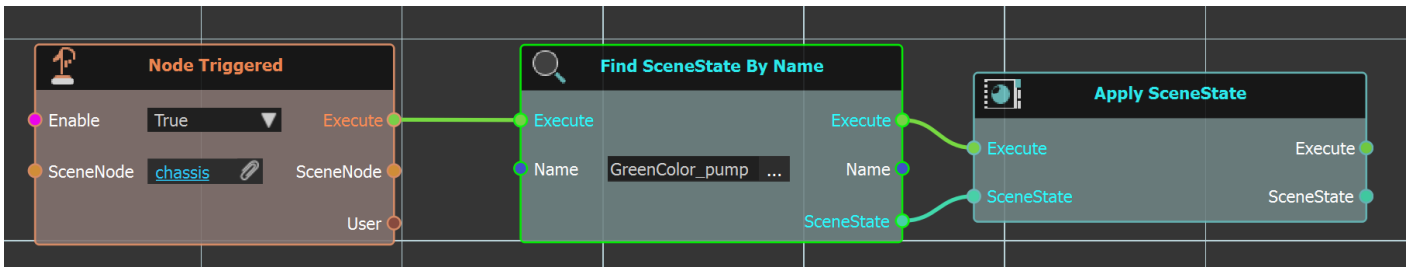 Node Triggered
Enable
True
Execute
SceneNode
chassis
SceneNode
User
Find SceneState By Name
Execute
Execute
Name
GreenColor_pump
...
Name
SceneState
Apply SceneState
Execute
Execute
SceneState
SceneState